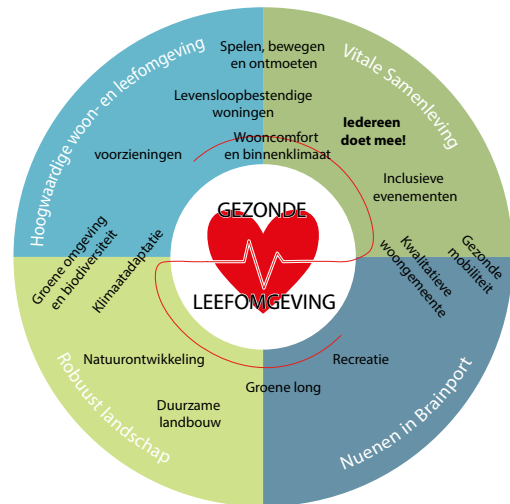 Hoogwaardige woon- en leefomgeving
Vitale Samenleving
Spelen, bewegen
en ontmoeten
Levensloopbestendige
woningen
Wooncomfort
en binnenklimaat
voorzieningen
Iedereen
doet mee!
Inclusieve
evenementen
Gezonde
mobiliteit
Kwalitatieve
woongemeente
Groene omgeving
en biodiversiteit
Klimaatadaptatie
GEZONDE
LEEFOMGEVING
Natuurontwikkeling
Duurzame
landbouw
Groene long
Recreatie
Robuust landschap
Nuenen in Brainport